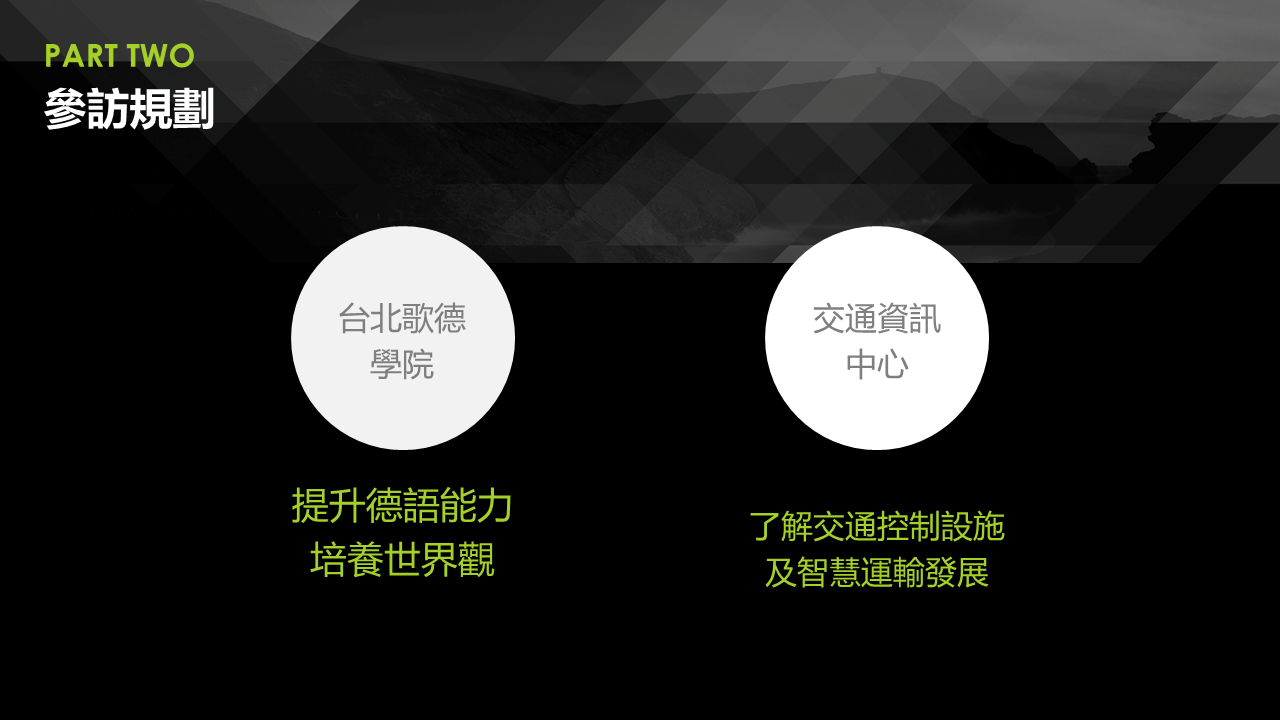 PART TWO
參訪規劃
台北歌德
學院
提升德語能力
培養世界觀
交通資訊
中心
了解交通控制設施
及智慧運輸發展